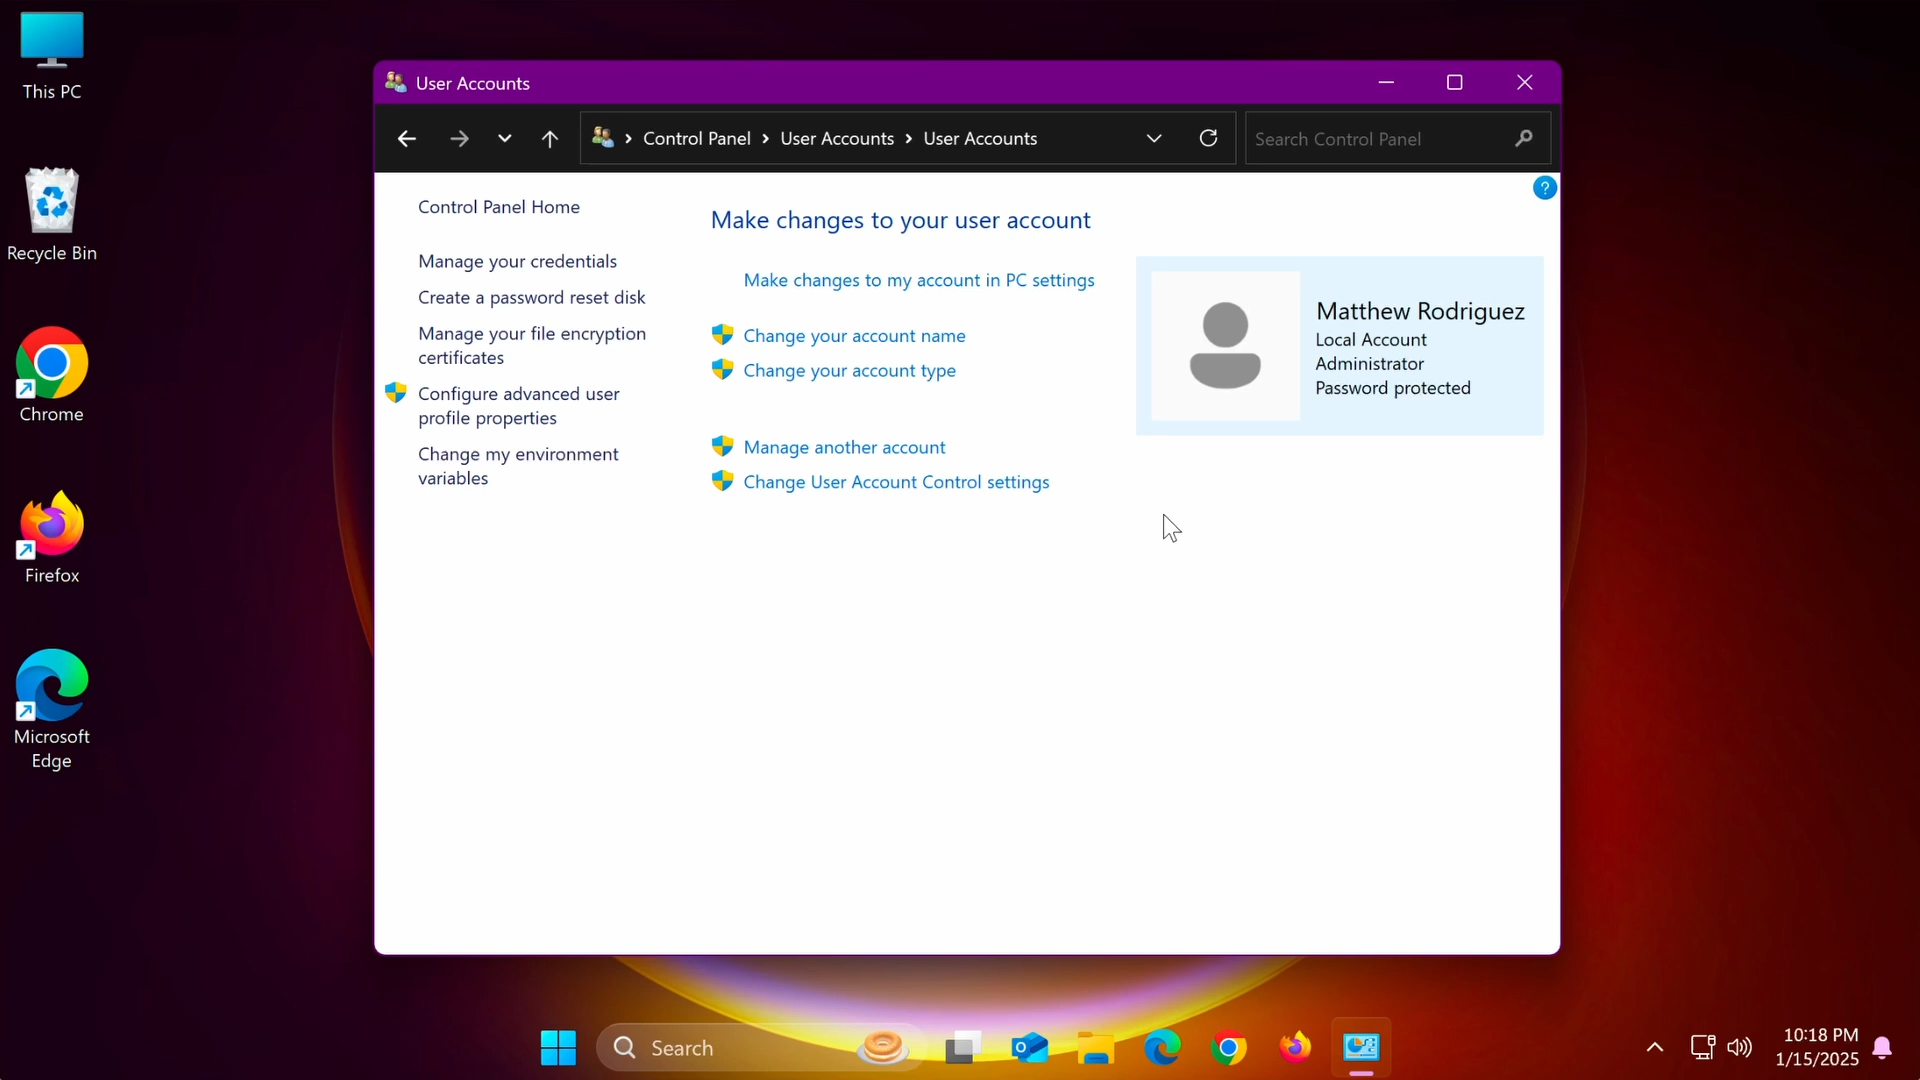 This PC
Recycle Bin
Chrome
Firefox
Microsoft
Edge
User Accounts
Control Panel
User Accounts
User Accounts
Search Control Panel
?
Control Panel Home
Manage your credentials
Create a password reset disk
Manage your file encryption
certificates
Configure advanced user
profile properties
Change my environment
variables
Make changes to your user account
Make changes to my account in PC settings
Change your account name
Change your account type
Manage another account
Change User Account Control settings
Matthew Rodriguez
Local Account
Administrator
Password protected
Search
10:18 PM
1/15/2025